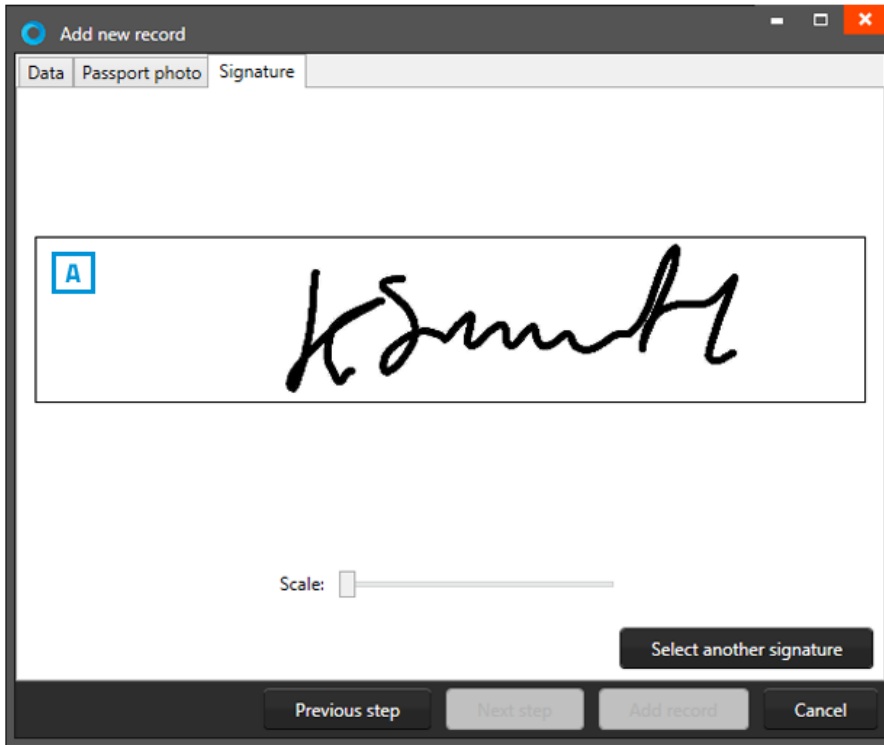 Add new record
Data Passport photo Signature
A
K Smith
Scale:
Select another signature
Previous step Next step Add record Cancel